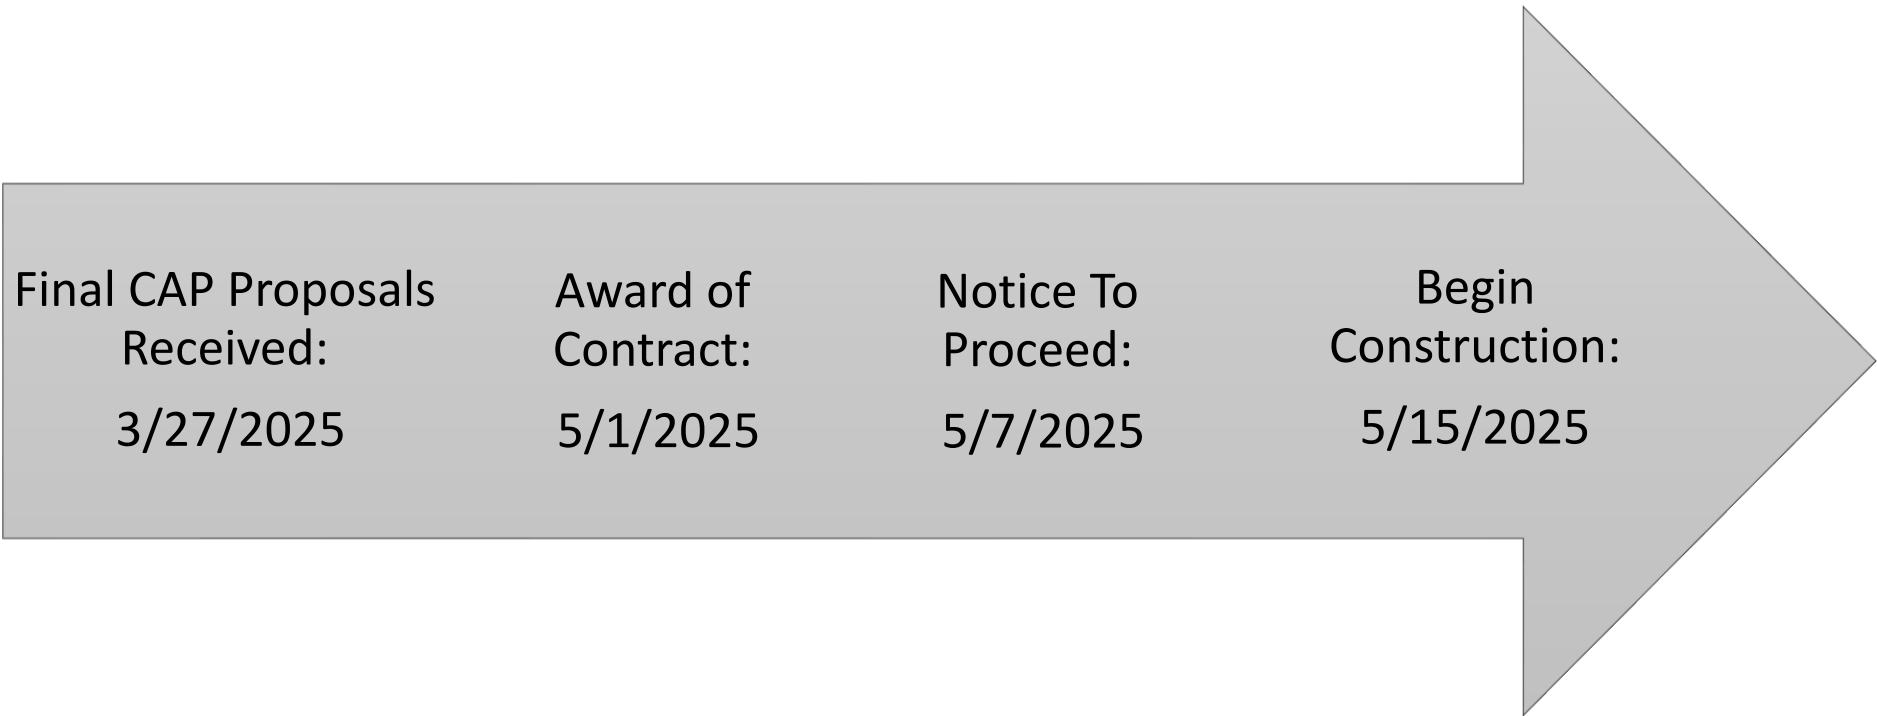 Final CAP Proposals
Received:
3/27/2025
Award of
Contract:
5/1/2025
Notice To
Proceed:
5/7/2025
Begin
Construction:
5/15/2025